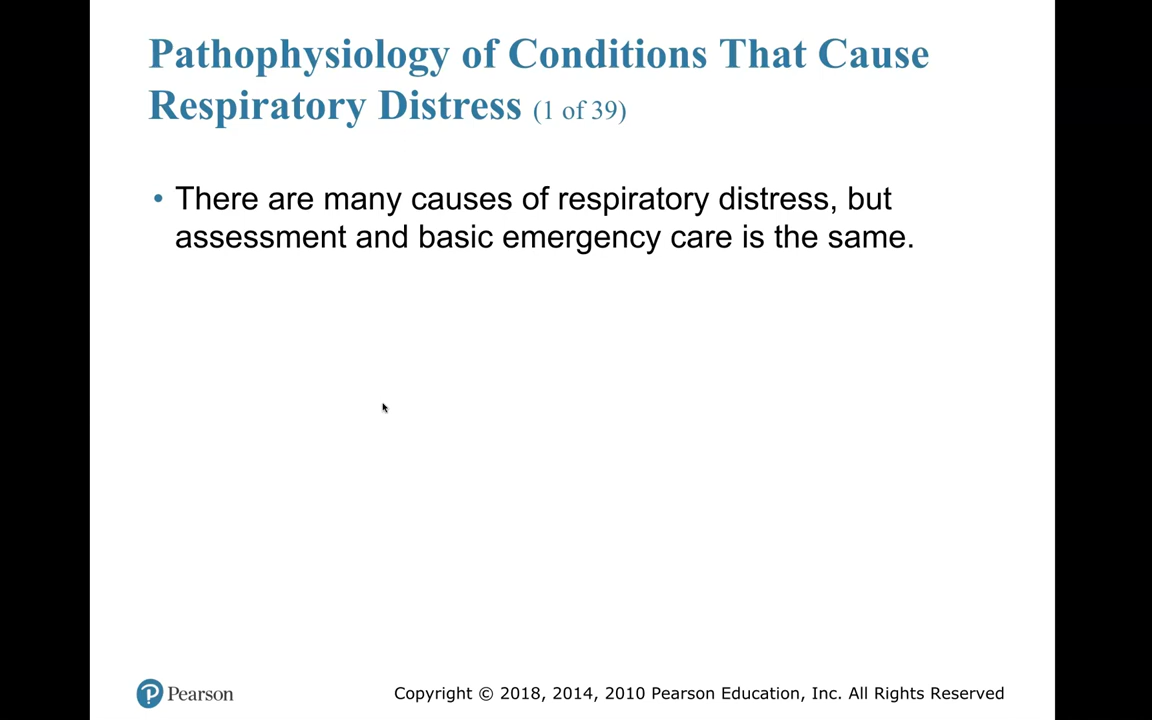 Pathophysiology of Conditions That Cause
Respiratory Distress (1 of 39)
• There are many causes of respiratory distress, but
assessment and basic emergency care is the same.
Pearson
Copyright © 2018, 2014, 2010 Pearson Education, Inc. All Rights Reserved